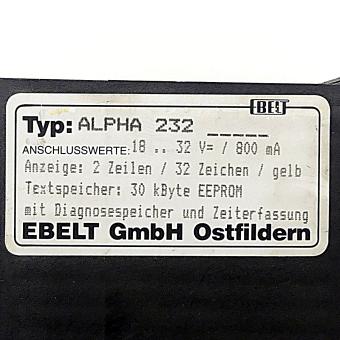 EBELT
Typ: ALPHA 232 _____
ANSCHLUSSWERTE: 18 .. 32 V= / 800 mA
Anzeige: 2 Zeilen / 32 Zeichen / gelb
Textspeicher: 30 kByte EEPROM
mit Diagnosespeicher und Zeiterfassung
EBELT GmbH Ostfildern